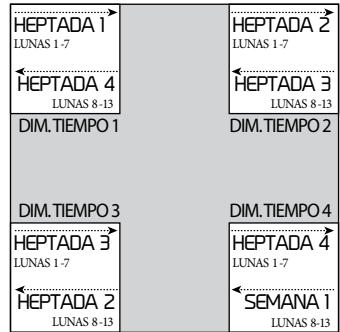 HEPTADA 1
LUNAS 1-7
HEPTADA 4
LUNAS 8-13
DIM. TIEMPO 1
HEPTADA 2
LUNAS 1-7
HEPTADA 3
LUNAS 8-13
DIM. TIEMPO 2
DIM. TIEMPO 3
HEPTADA 3
LUNAS 1-7
HEPTADA 2
LUNAS 8-13
DIM. TIEMPO 4
HEPTADA 4
LUNAS 1-7
SEMANA 1
LUNAS 8-13